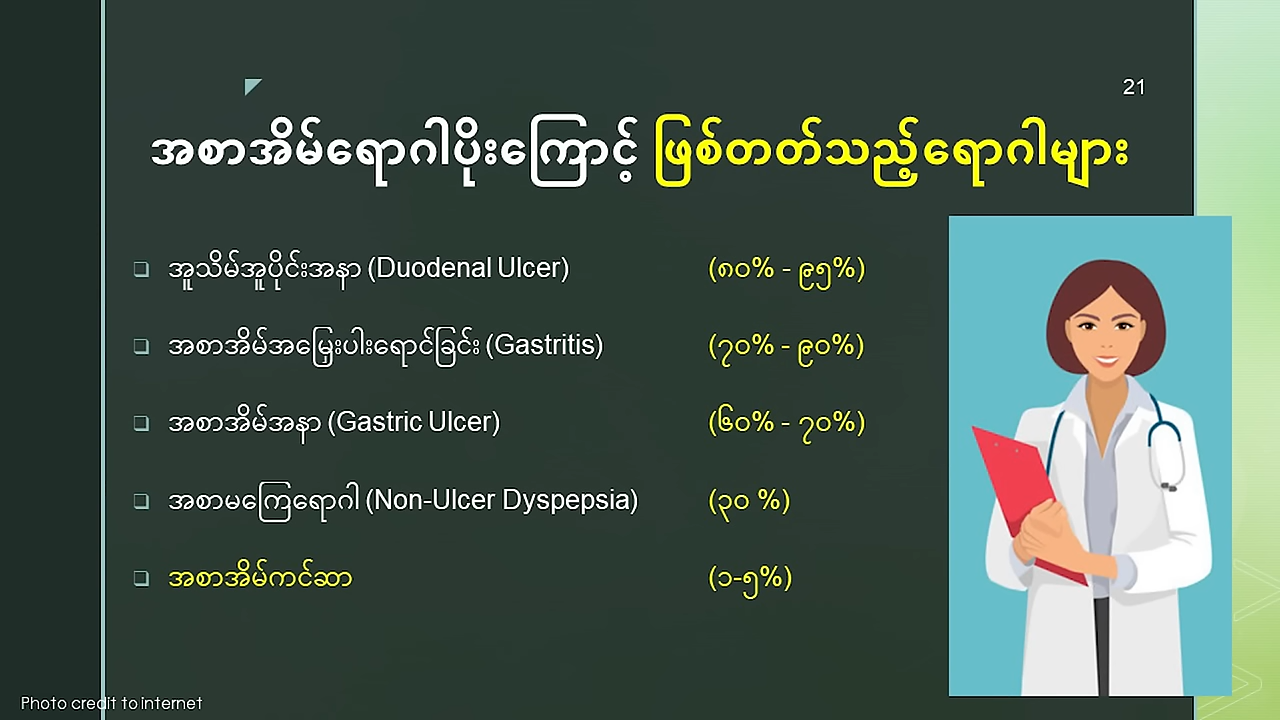 21
အစာအိမ်ရောဂါပိုးကြောင့် ဖြစ်တတ်သည့်ရောဂါများ
❑ အူသိမ်အူပိုင်းအနာ (Duodenal Ulcer) (၈၀% - ၉၅%)
❑ အစာအိမ်အမြှေးပါးရောင်ခြင်း (Gastritis) (၇၀% - ၉၀%)
❑ အစာအိမ်အနာ (Gastric Ulcer) (၆၀% - ၇၀%)
❑ အစာမကြေရောဂါ (Non-Ulcer Dyspepsia) (၃၀ %)
❑ အစာအိမ်ကင်ဆာ (၁-၅%)
Photo credit to internet